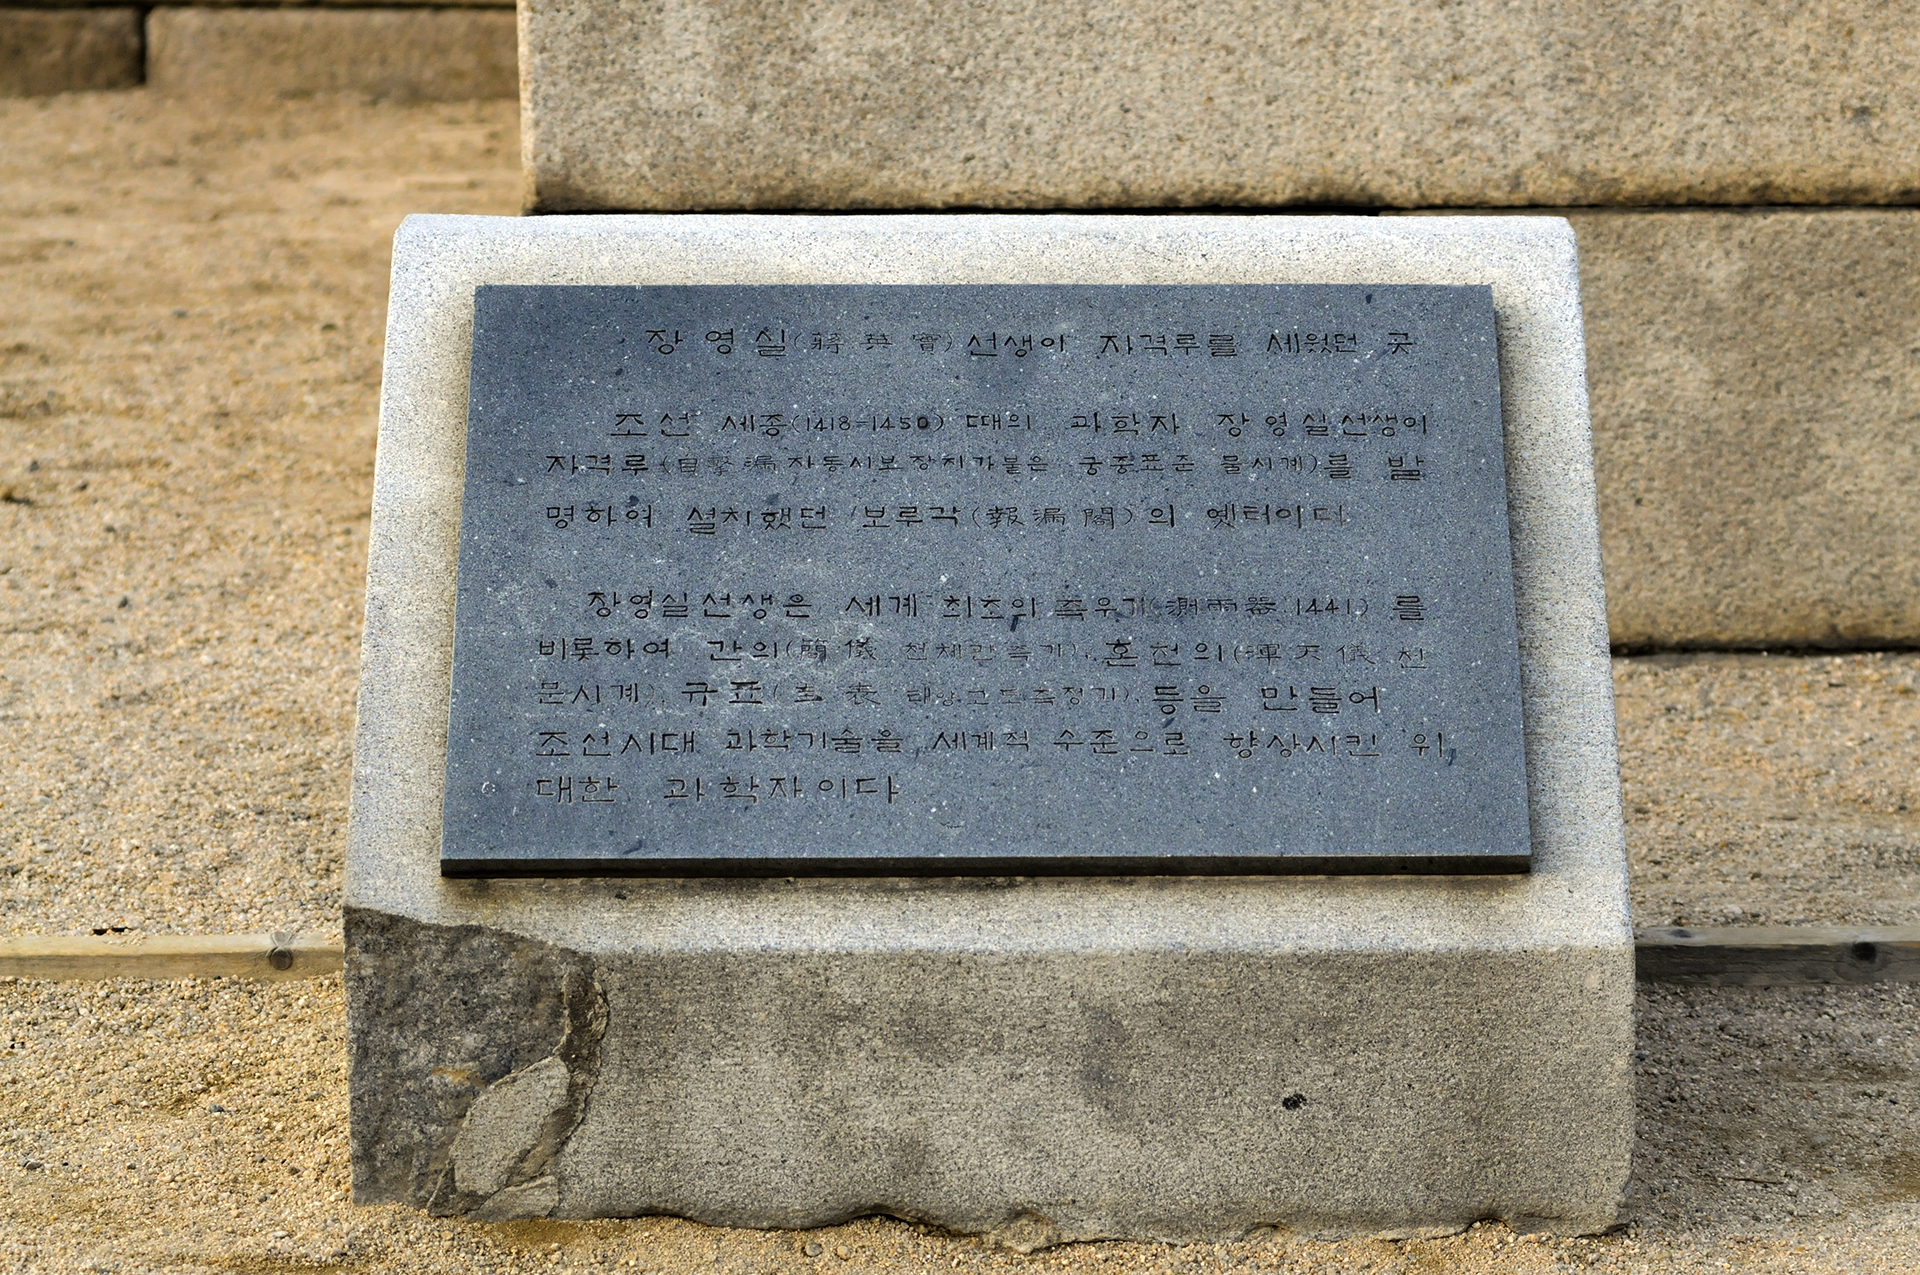 장영실(蔣英實)선생이 자격루를 세웠던 곳
조선 세종(1418-1450) 때의 과학자 장영실선생이
자격루(自擊漏 자동시보장치가붙은 궁중표준 물시계)를 발
명하여 설치했던 보루각(報漏閣)의 옛터이다
장영실선생은 세계 최초의 측우기(測雨器 1441)를
비롯하여 간의(簡儀 천체관측기), 혼천의(渾天儀 천
문시계), 규표(圭表 태양고도측정기), 등을 만들어
조선시대 과학기술을 세계적 수준으로 향상시킨 위
대한 과학자이다